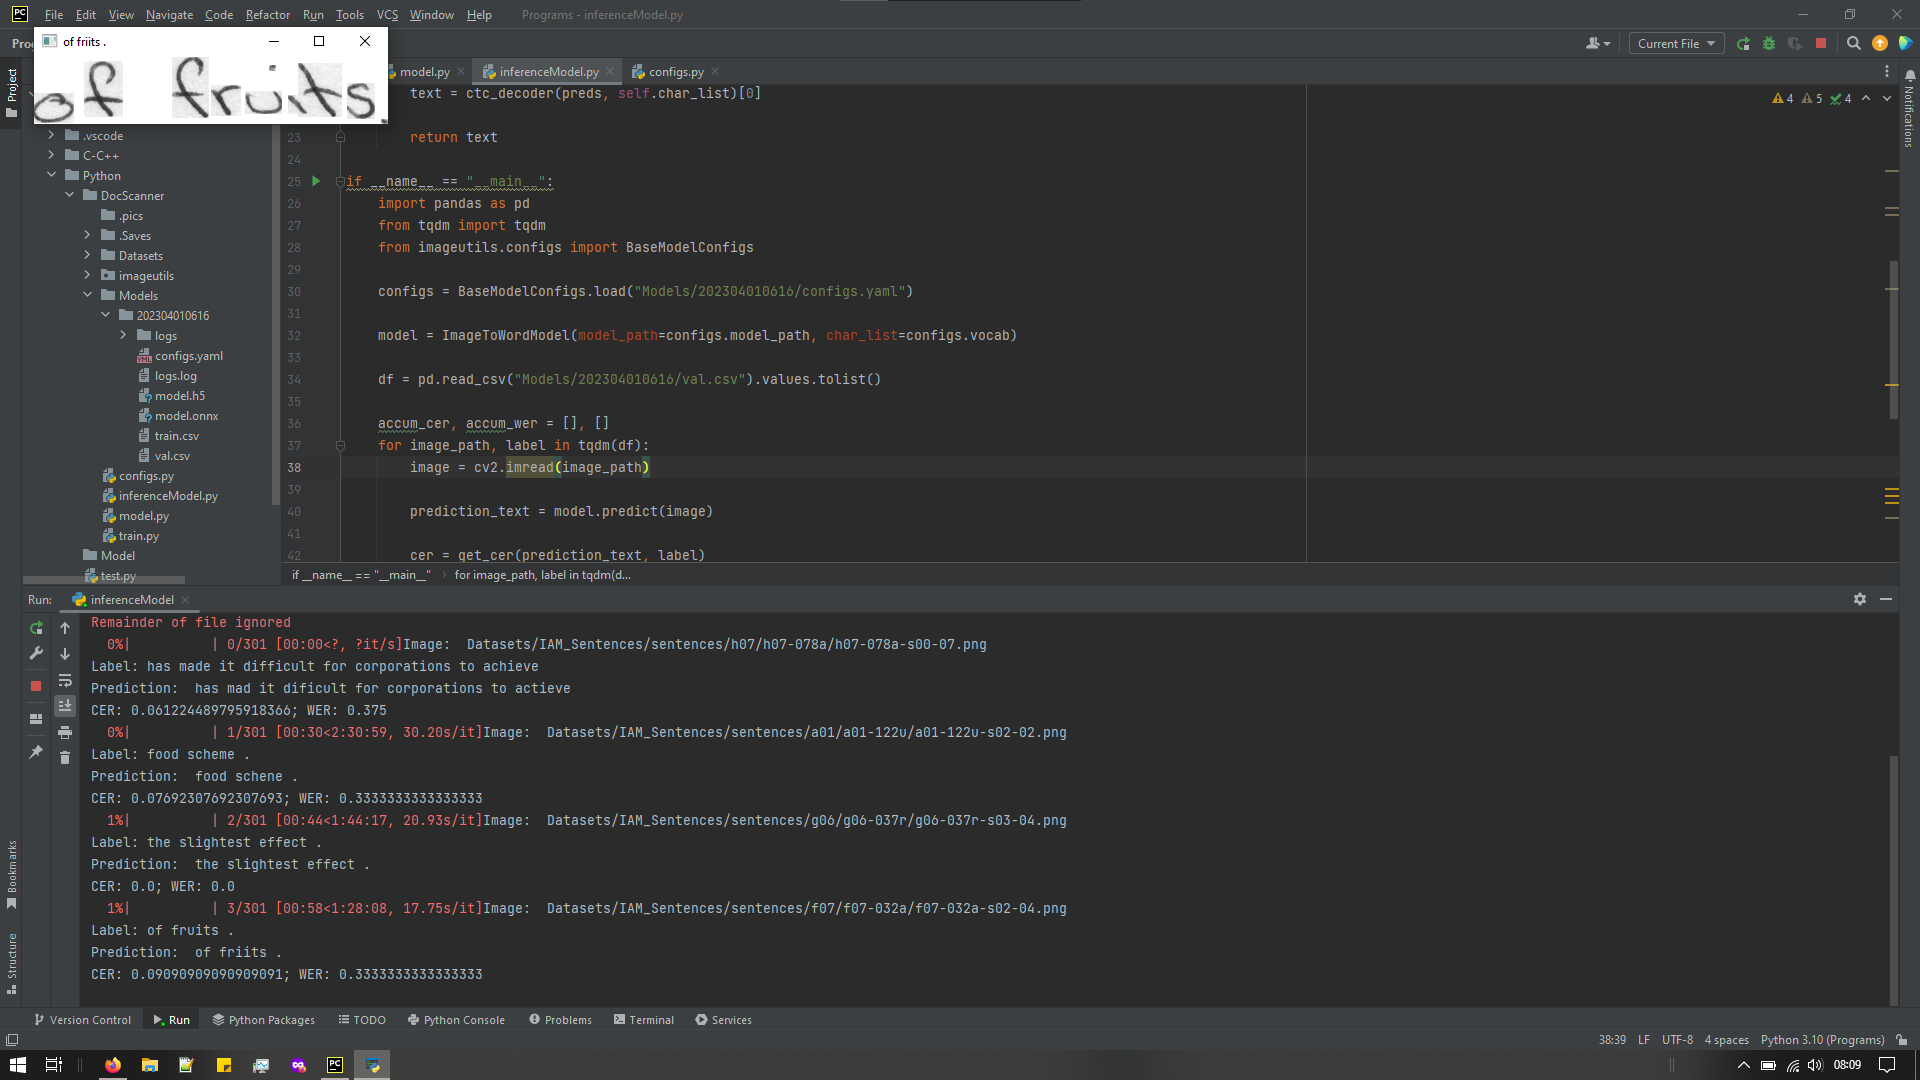 File Edit View Navigate Code Refactor Run Tools VCS Window Help Programs - inferenceModel.py
Current File
of friits .
of fruits.
model.py inferenceModel.py configs.py
Project
Notifications
4 5 4
.vscode
C-C++
Python
DocScanner
.pics
.Saves
Datasets
imageutils
Models
202304010616
logs
configs.yaml
logs.log
model.h5
model.onnx
train.csv
val.csv
configs.py
inferenceModel.py
model.py
train.py
Model
test.py
text = ctc_decoder(preds, self.char_list)[0]
23 return text
24
25 if __name__ == "__main__":
26 import pandas as pd
27 from tqdm import tqdm
28 from imageutils.configs import BaseModelConfigs
29
30 configs = BaseModelConfigs.load("Models/202304010616/configs.yaml")
31
32 model = ImageToWordModel(model_path=configs.model_path, char_list=configs.vocab)
33
34 df = pd.read_csv("Models/202304010616/val.csv").values.tolist()
35
36 accum_cer, accum_wer = [], []
37 for image_path, label in tqdm(df):
38 image = cv2.imread(image_path)
39
40 prediction_text = model.predict(image)
41
42 cer = get_cer(prediction_text, label)
if __name__ == "__main__" › for image_path, label in tqdm(d...
Run: inferenceModel
Remainder of file ignored
0%| | 0/301 [00:00<?, ?it/s]Image: Datasets/IAM_Sentences/sentences/h07/h07-078a/h07-078a-s00-07.png
Label: has made it difficult for corporations to achieve
Prediction: has mad it dificult for corporations to actieve
CER: 0.061224489795918366; WER: 0.375
0%| | 1/301 [00:30<2:30:59, 30.20s/it]Image: Datasets/IAM_Sentences/sentences/a01/a01-122u/a01-122u-s02-02.png
Label: food scheme .
Prediction: food schene .
CER: 0.07692307692307693; WER: 0.3333333333333333
1%| | 2/301 [00:44<1:44:17, 20.93s/it]Image: Datasets/IAM_Sentences/sentences/g06/g06-037r/g06-037r-s03-04.png
Label: the slightest effect .
Prediction: the slightest effect .
CER: 0.0; WER: 0.0
1%| | 3/301 [00:58<1:28:08, 17.75s/it]Image: Datasets/IAM_Sentences/sentences/f07/f07-032a/f07-032a-s02-04.png
Label: of fruits .
Prediction: of friits .
CER: 0.09090909090909091; WER: 0.3333333333333333
Bookmarks
Structure
Version Control Run Python Packages TODO Python Console Problems Terminal Services
38:39 LF UTF-8 4 spaces Python 3.10 (Programs)
08:09